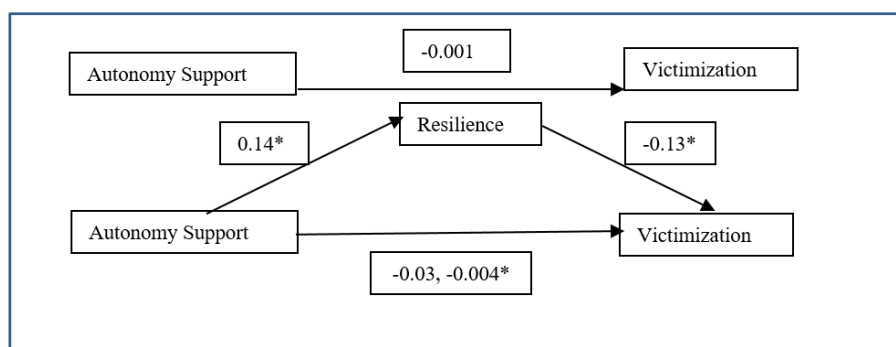 -0.001
Autonomy Support
Victimization
Resilience
0.14*
-0.13*
Autonomy Support
Victimization
-0.03, -0.004*